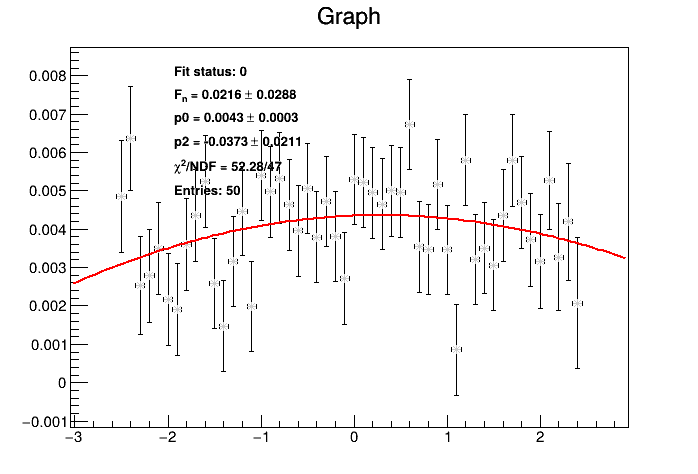 Graph
0.008
0.007
0.006
0.005
0.004
0.003
0.002
0.001
0
−0.001
Fit status: 0
Fn = 0.0216 ± 0.0288
p0 = 0.0043 ± 0.0003
p2 = -0.0373 ± 0.0211
χ²/NDF = 52.28/47
Entries: 50
−3 −2 −1 0 1 2